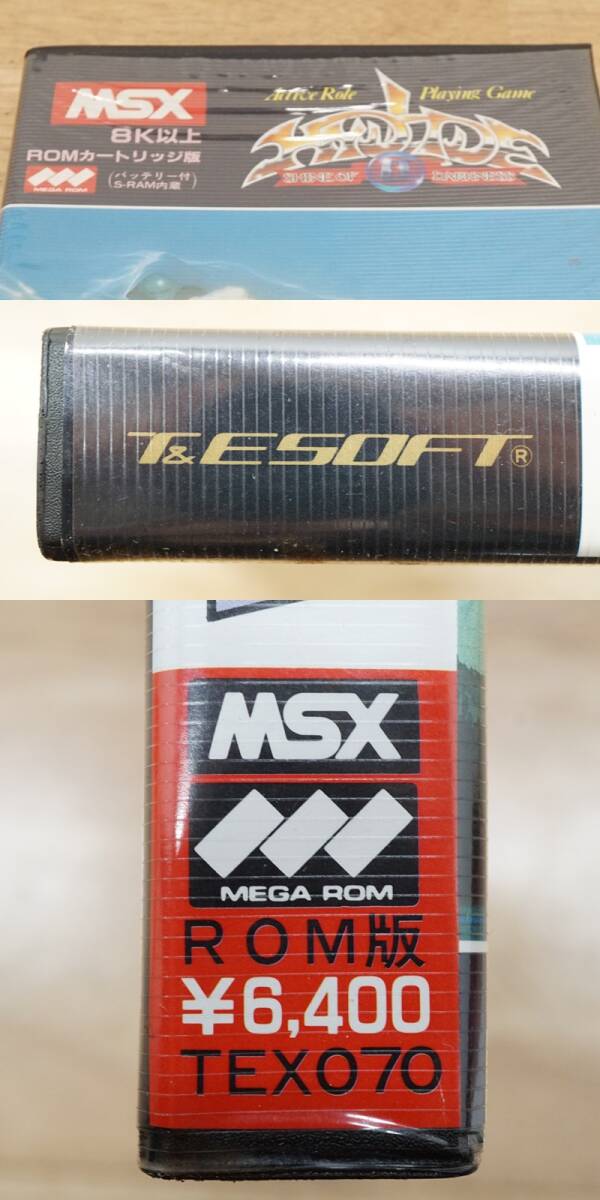 MSX
8K以上
ROMカートリッジ版
MEGA ROM
(バッテリー付
S-RAM内蔵)
Active Role Playing Game
HYDLIDE
II
SHINE OF DARKNESS
T&ESOFT®
MSX
MEGA ROM
ROM版
¥6,400
TEX070